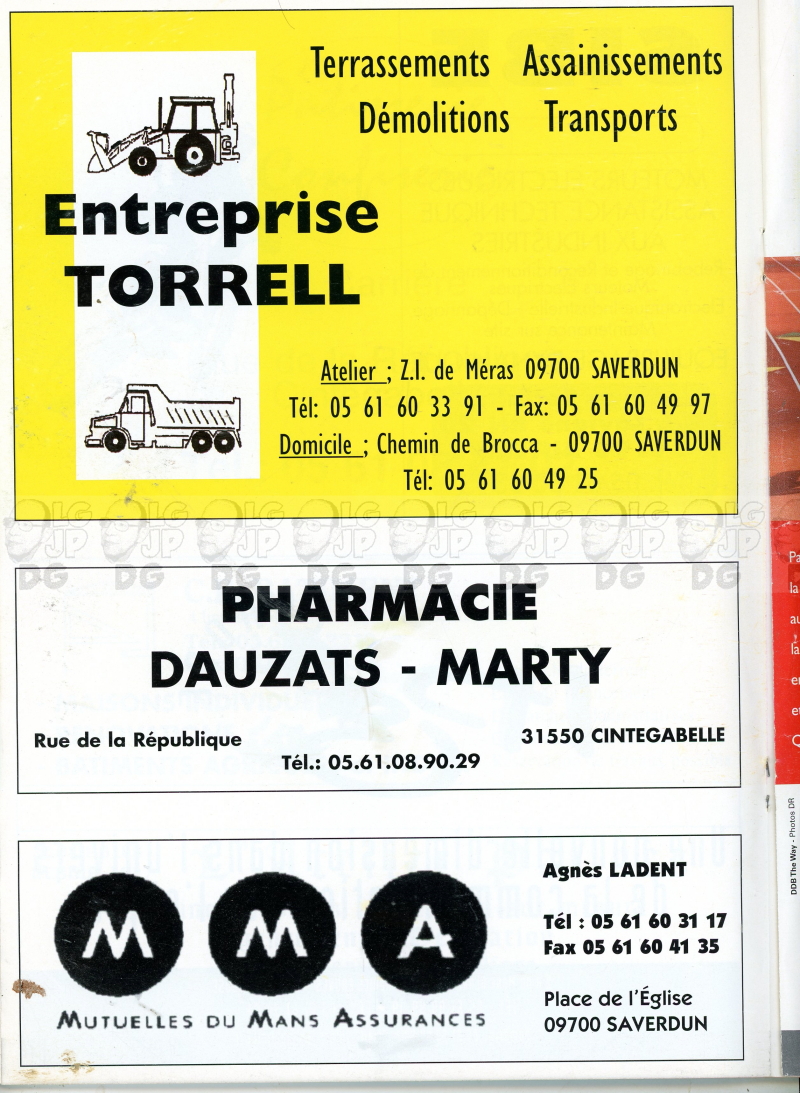 Terrassements Assainissements
Démolitions Transports
Entreprise
TORRELL
Atelier ; Z.I. de Méras 09700 SAVERDUN
Tél: 05 61 60 33 91 - Fax: 05 61 60 49 97
Domicile ; Chemin de Brocca - 09700 SAVERDUN
Tél: 05 61 60 49 25
LG JP DG
PHARMACIE
DAUZATS - MARTY
Rue de la République
31550 CINTEGABELLE
Tél.: 05.61.08.90.29
M M A
MUTUELLES DU MANS ASSURANCES
Agnès LADENT
Tél : 05 61 60 31 17
Fax 05 61 60 41 35
Place de l'Église
09700 SAVERDUN
DDB The Way - Photos DR